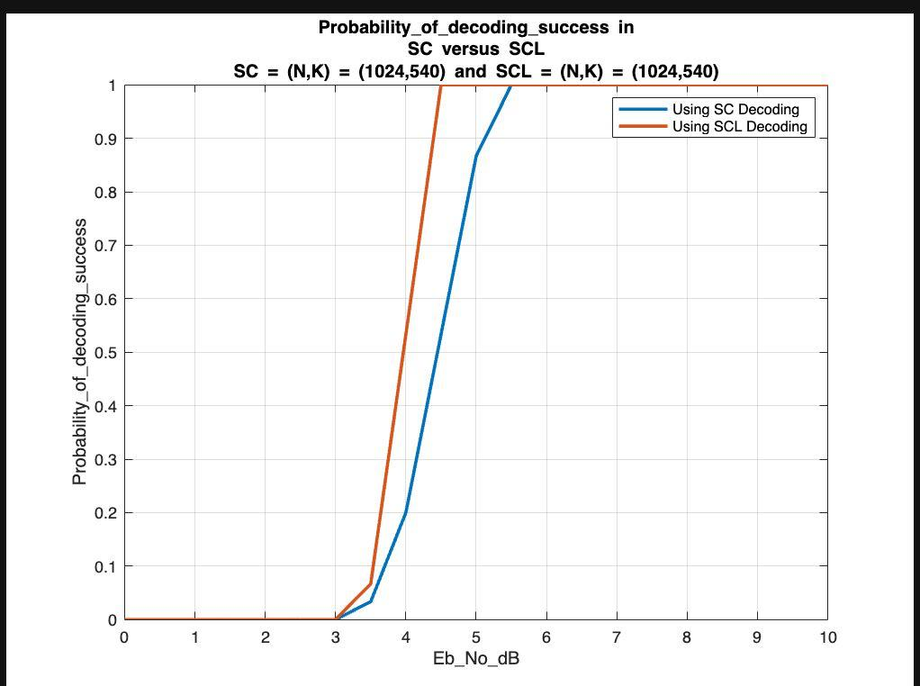 Probability_of_decoding_success in
SC versus SCL
SC = (N,K) = (1024,540) and SCL = (N,K) = (1024,540)
Using SC Decoding
Using SCL Decoding
Probability_of_decoding_success
1
0.9
0.8
0.7
0.6
0.5
0.4
0.3
0.2
0.1
0
0 1 2 3 4 5 6 7 8 9 10
Eb_No_dB